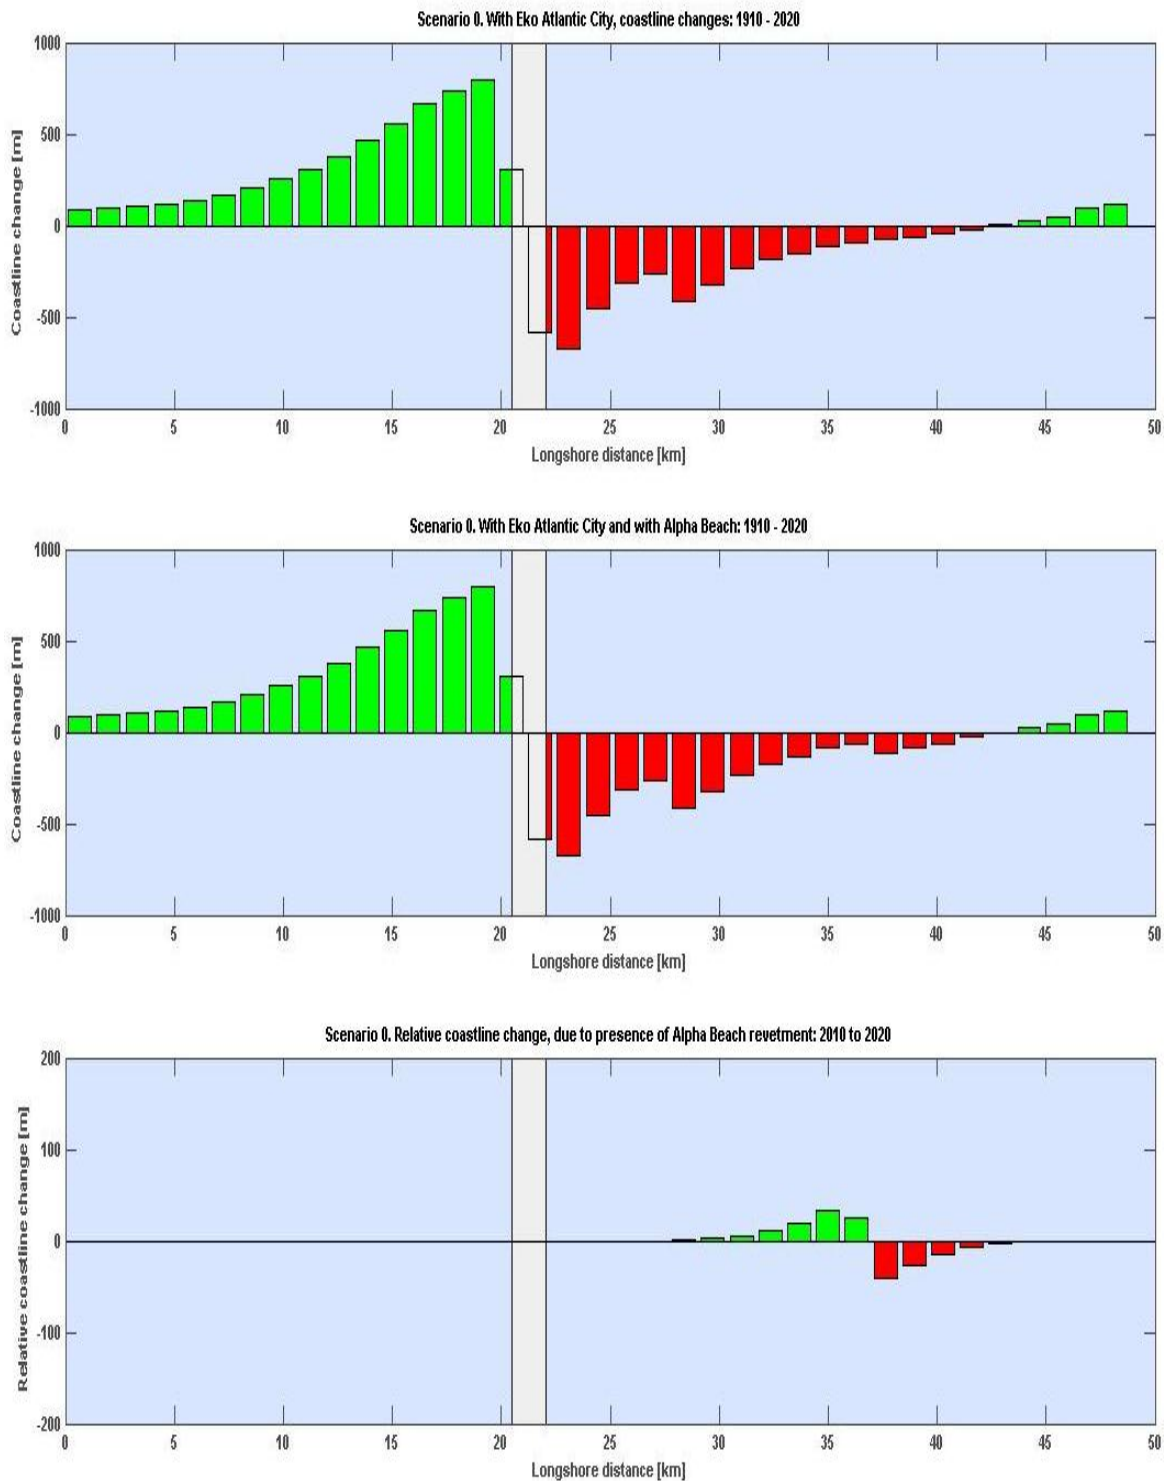 Scenario 0. With Eko Atlantic City, coastline changes: 1910 - 2020
Coastline change [m]
1000
500
0
-500
-1000
0 5 10 15 20 25 30 35 40 45 50
Longshore distance [km]
Scenario 0. With Eko Atlantic City and with Alpha Beach: 1910 - 2020
Coastline change [m]
1000
500
0
-500
-1000
0 5 10 15 20 25 30 35 40 45 50
Longshore distance [km]
Scenario 0. Relative coastline change, due to presence of Alpha Beach revetment: 2010 to 2020
Relative coastline change [m]
200
100
0
-100
-200
0 5 10 15 20 25 30 35 40 45 50
Longshore distance [km]